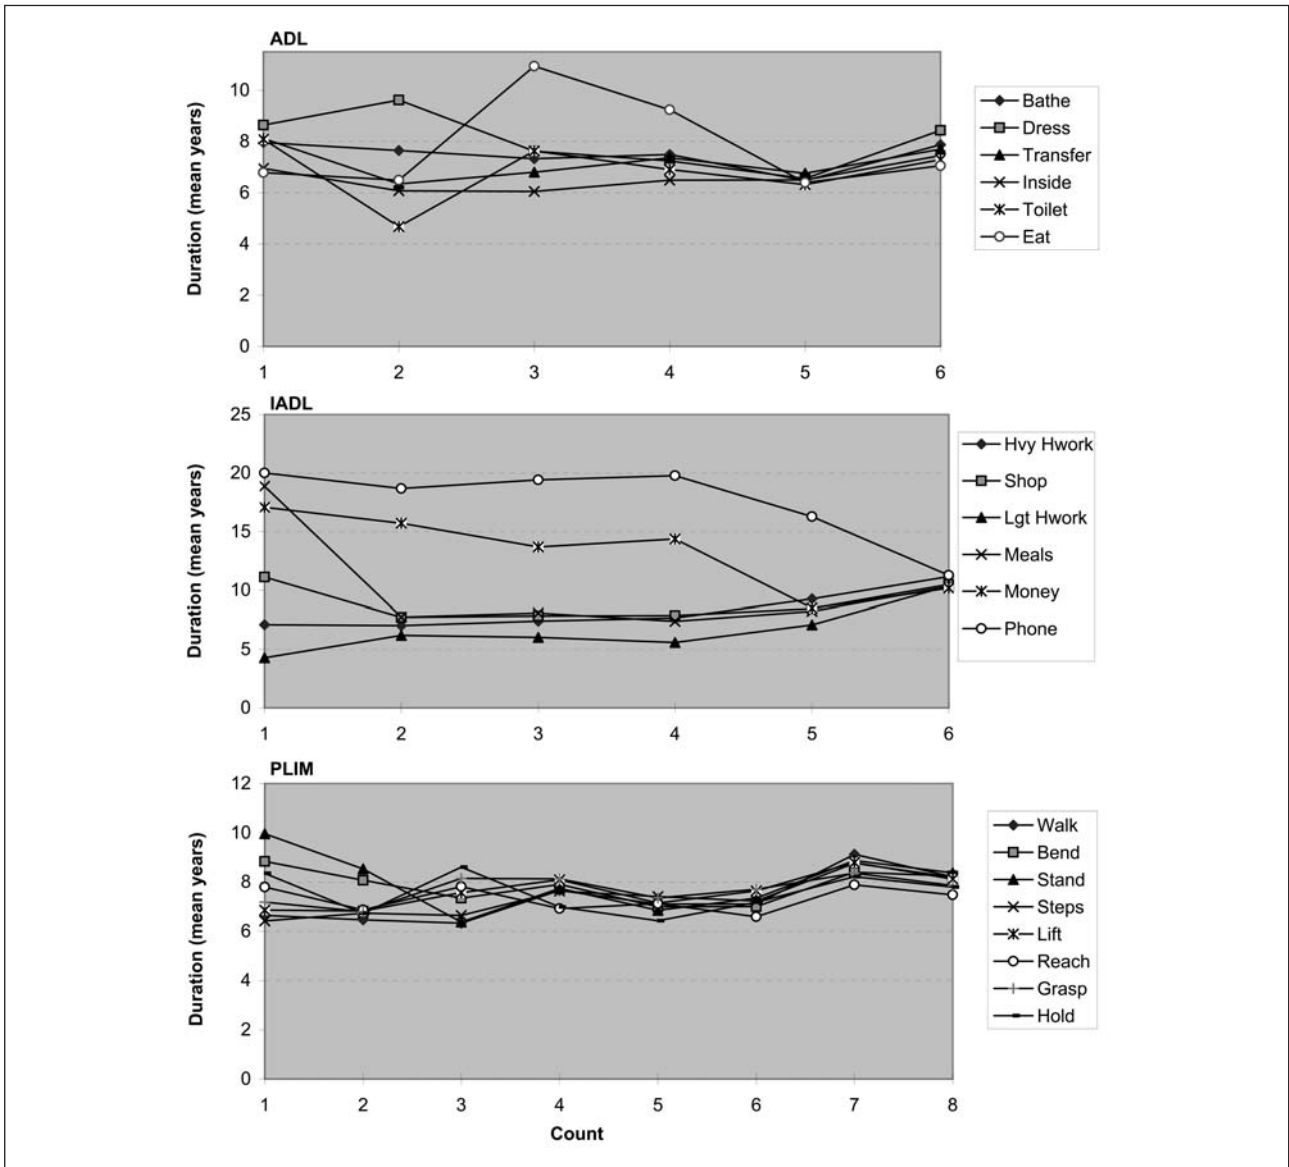 ADL
Duration (mean years)
10
8
6
4
2
0
1 2 3 4 5 6
Bathe
Dress
Transfer
Inside
Toilet
Eat
IADL
Duration (mean years)
25
20
15
10
5
0
1 2 3 4 5 6
Hvy Hwork
Shop
Lgt Hwork
Meals
Money
Phone
PLIM
Duration (mean years)
12
10
8
6
4
2
0
1 2 3 4 5 6 7 8
Count
Walk
Bend
Stand
Steps
Lift
Reach
Grasp
Hold